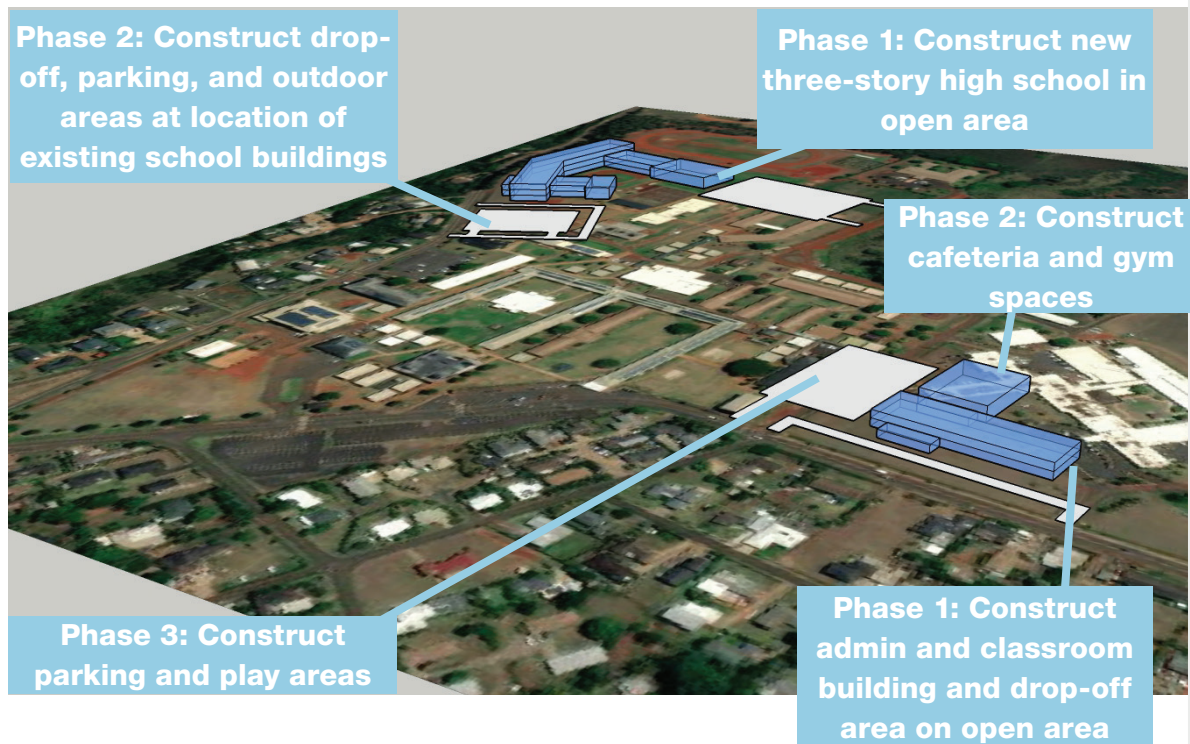 Phase 2: Construct drop-
off, parking, and outdoor
areas at location of
existing school buildings
Phase 1: Construct new
three-story high school in
open area
Phase 2: Construct
cafeteria and gym
spaces
Phase 3: Construct
parking and play areas
Phase 1: Construct
admin and classroom
building and drop-off
area on open area